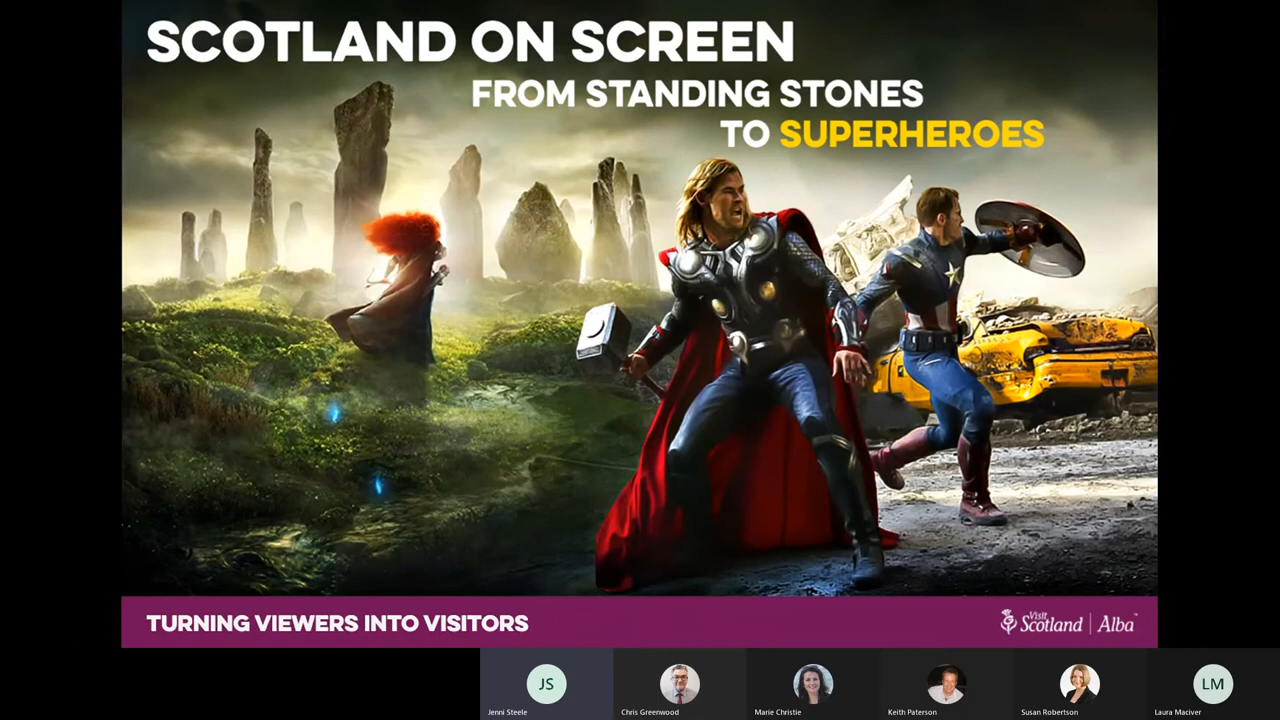 SCOTLAND ON SCREEN
FROM STANDING STONES
TO SUPERHEROES
TURNING VIEWERS INTO VISITORS
Visit
Scotland | Alba™
JS
LM
Jenni Steele
Chris Greenwood
Marie Christie
Keith Paterson
Susan Robertson
Laura Maciver